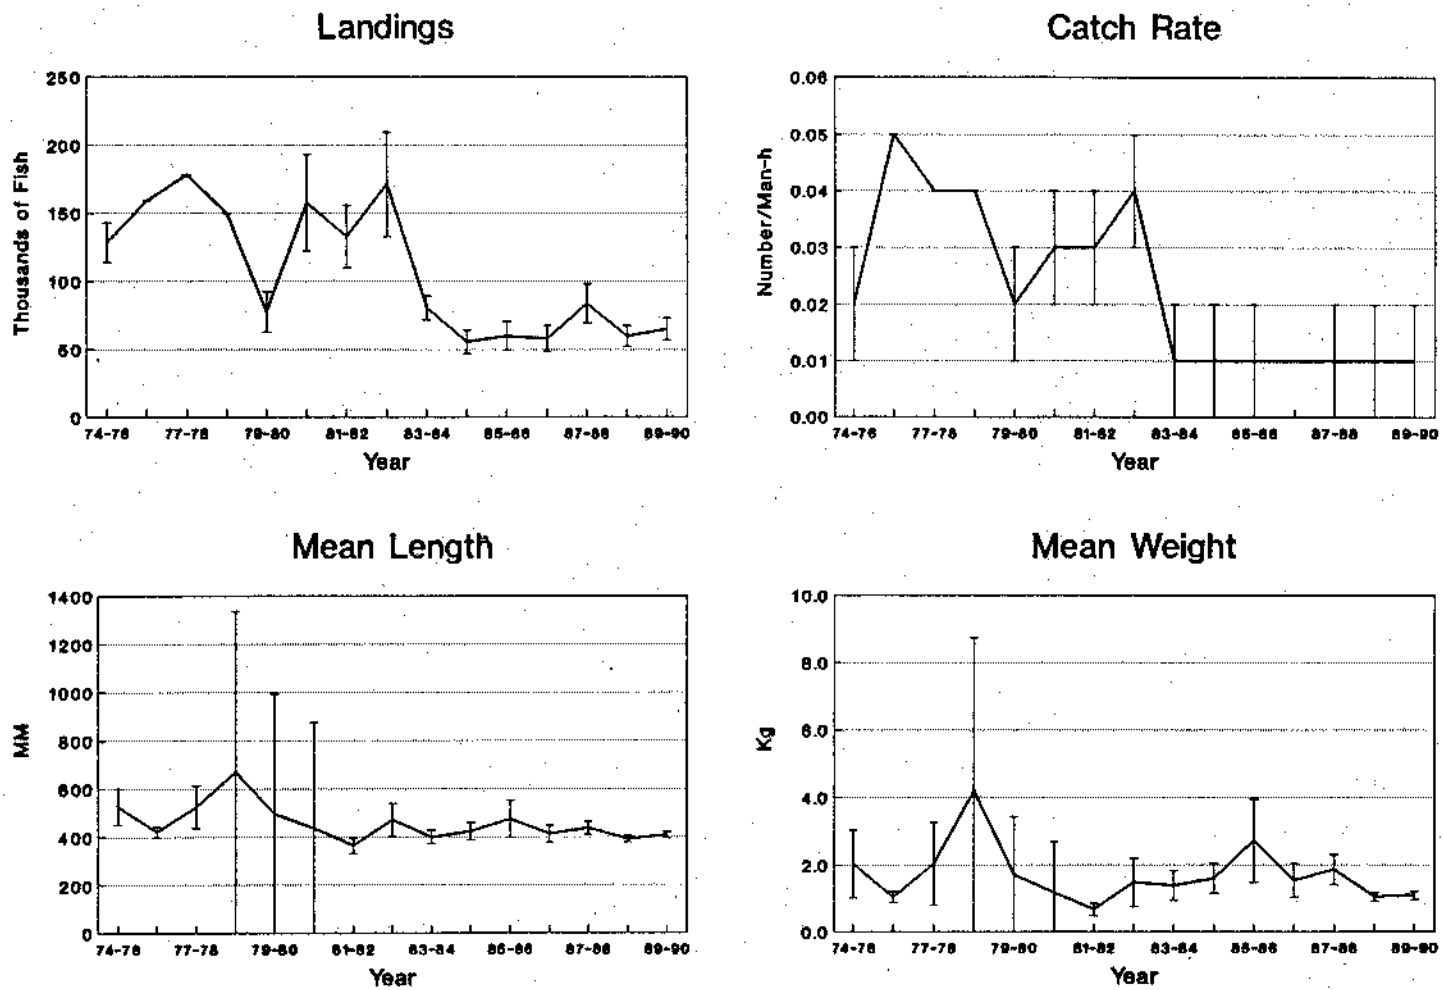 Landings
250
200
150
100
50
0
Thousands of Fish
74-76 77-78 79-80 81-82 83-84 85-86 87-88 89-90
Year
Catch Rate
0.06
0.05
0.04
0.03
0.02
0.01
0.00
Number/Man-h
74-76 77-78 79-80 81-82 83-84 85-86 87-88 89-90
Year
Mean Length
1400
1200
1000
800
600
400
200
0
MM
74-76 77-78 79-80 81-82 83-84 85-86 87-88 89-90
Year
Mean Weight
10.0
8.0
6.0
4.0
2.0
0.0
Kg
74-76 77-78 79-80 81-82 83-84 85-86 87-88 89-90
Year